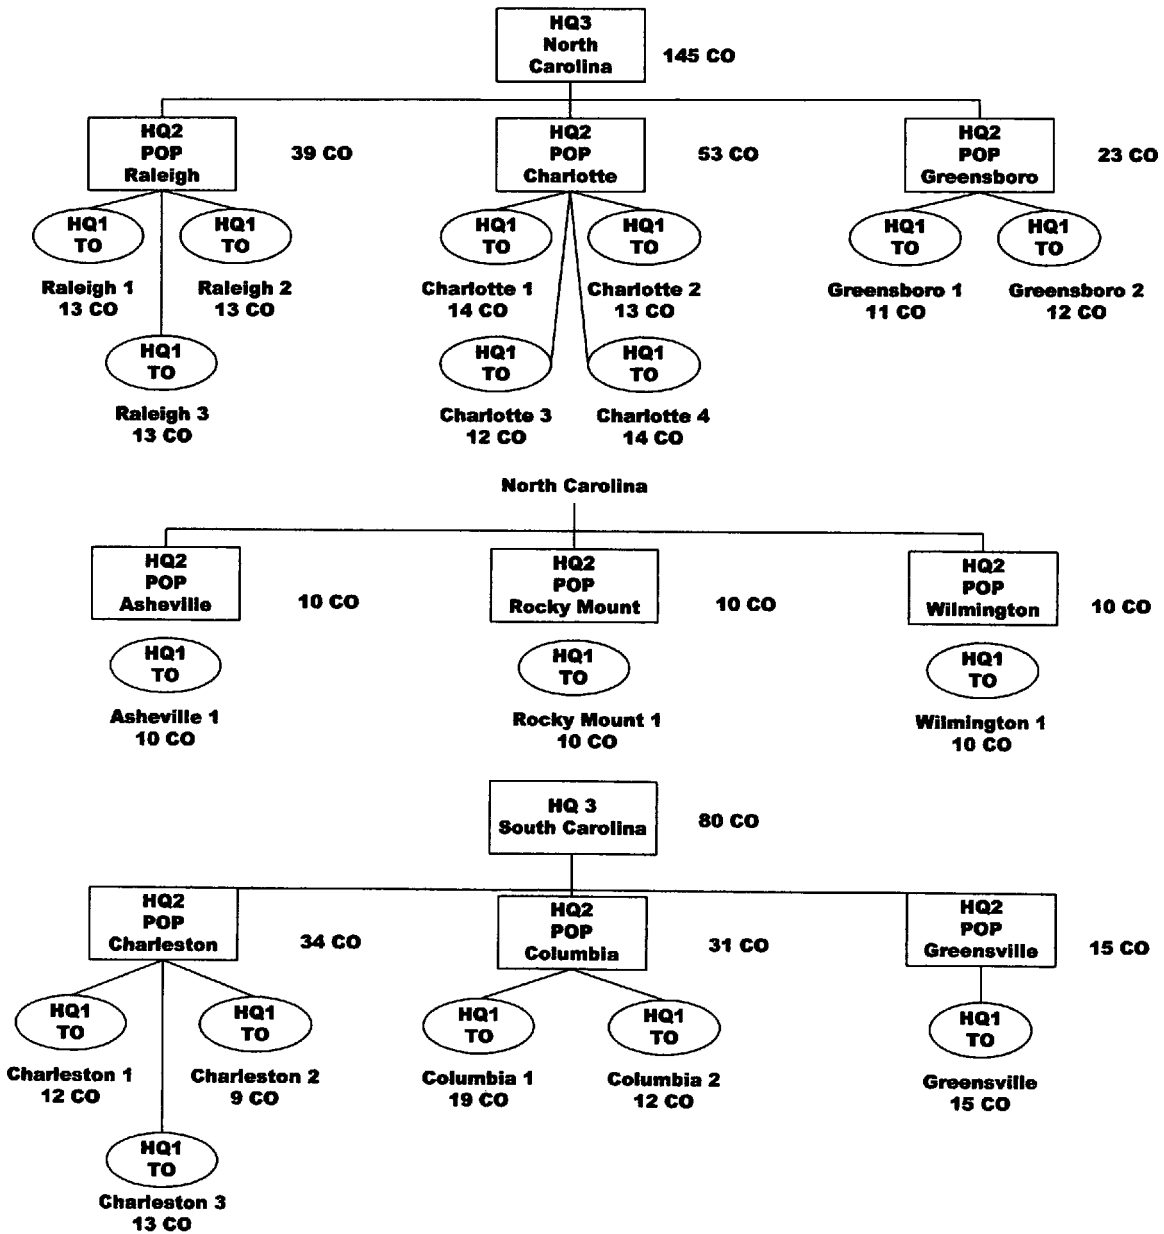 HQ3
North
Carolina
145 CO
HQ2
POP
Raleigh
39 CO
HQ2
POP
Charlotte
53 CO
HQ2
POP
Greensboro
23 CO
HQ1
TO
Raleigh 1
13 CO
HQ1
TO
Raleigh 2
13 CO
HQ1
TO
Raleigh 3
13 CO
HQ1
TO
Charlotte 1
14 CO
HQ1
TO
Charlotte 2
13 CO
HQ1
TO
Charlotte 3
12 CO
HQ1
TO
Charlotte 4
14 CO
HQ1
TO
Greensboro 1
11 CO
HQ1
TO
Greensboro 2
12 CO
North Carolina
HQ2
POP
Asheville
10 CO
HQ2
POP
Rocky Mount
10 CO
HQ2
POP
Wilmington
10 CO
HQ1
TO
Asheville 1
10 CO
HQ1
TO
Rocky Mount 1
10 CO
HQ1
TO
Wilmington 1
10 CO
HQ 3
South Carolina
80 CO
HQ2
POP
Charleston
34 CO
HQ2
POP
Columbia
31 CO
HQ2
POP
Greensville
15 CO
HQ1
TO
Charleston 1
12 CO
HQ1
TO
Charleston 2
9 CO
HQ1
TO
Charleston 3
13 CO
HQ1
TO
Columbia 1
19 CO
HQ1
TO
Columbia 2
12 CO
HQ1
TO
Greensville
15 CO